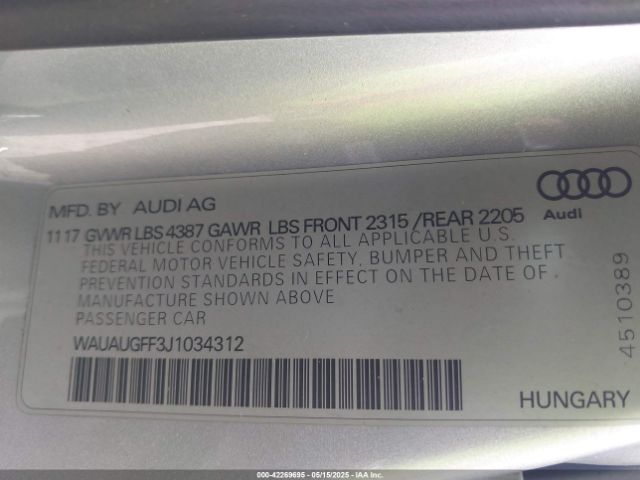 MFD. BY AUDI AG
Audi
11 17 GVWR LBS 4387 GAWR LBS FRONT 2315 / REAR 2205
THIS VEHICLE CONFORMS TO ALL APPLICABLE U.S.
FEDERAL MOTOR VEHICLE SAFETY, BUMPER AND THEFT
PREVENTION STANDARDS IN EFFECT ON THE DATE OF
MANUFACTURE SHOWN ABOVE
PASSENGER CAR
WAUAUGFF3J1034312
4510389
HUNGARY
000-42269695 - 05/15/2025 - IAA Inc.